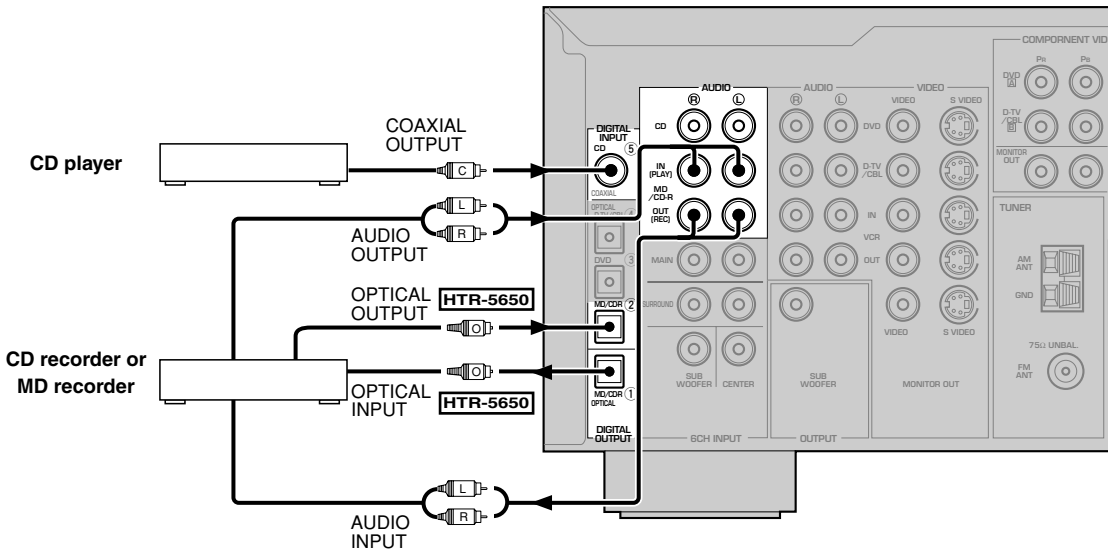 CD player
COAXIAL
OUTPUT
C
L
R
AUDIO
OUTPUT
OPTICAL
OUTPUT
HTR-5650
O
CD recorder or
MD recorder
O
OPTICAL
INPUT
HTR-5650
L
R
AUDIO
INPUT
DIGITAL
INPUT
CD
5
COAXIAL
OPTICAL
DVD
3
MD/CDR
2
MD/CDR
1
OPTICAL
DIGITAL
OUTPUT
AUDIO
R L
CD
IN
(PLAY)
MD
/CD-R
OUT
(REC)
MAIN
SURROUND
SUB
WOOFER
CENTER
6CH INPUT
AUDIO
R L
DVD
D-TV
/CBL
IN
VCR
OUT
SUB
WOOFER
OUTPUT
VIDEO
VIDEO
S VIDEO
VIDEO
S VIDEO
MONITOR OUT
COMPORNENT VID
PR PB
DVD
A
D-TV
/CBL
B
MONITOR
OUT
TUNER
AM
ANT
GND
75Ω UNBAL.
FM
ANT